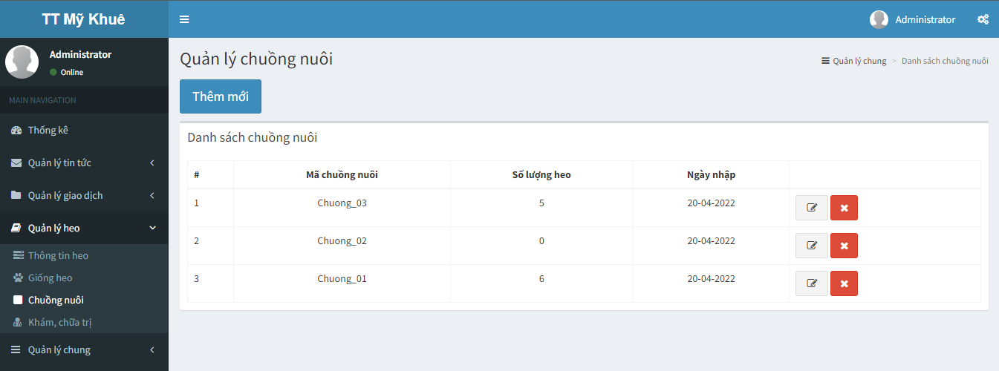 TT Mỹ Khuê
Administrator
Administrator
Online
MAIN NAVIGATION
Thống kê
Quản lý tin tức
Quản lý giao dịch
Quản lý heo
Thông tin heo
Giống heo
Chuồng nuôi
Khám, chữa trị
Quản lý chung
Quản lý chuồng nuôi
Quản lý chung > Danh sách chuồng nuôi
Thêm mới
Danh sách chuồng nuôi
# Mã chuồng nuôi Số lượng heo Ngày nhập
1 Chuong_03 5 20-04-2022
2 Chuong_02 0 20-04-2022
3 Chuong_01 6 20-04-2022